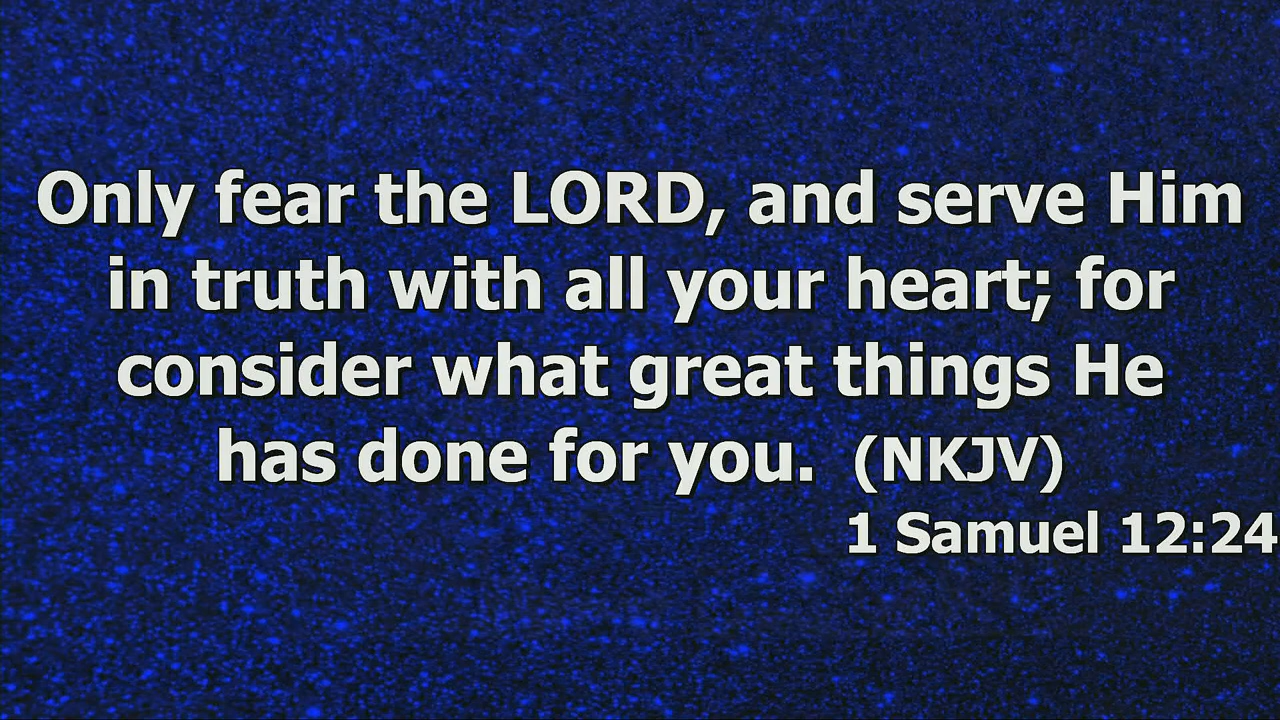 Only fear the LORD, and serve Him
in truth with all your heart; for
consider what great things He
has done for you. (NKJV)
1 Samuel 12:24